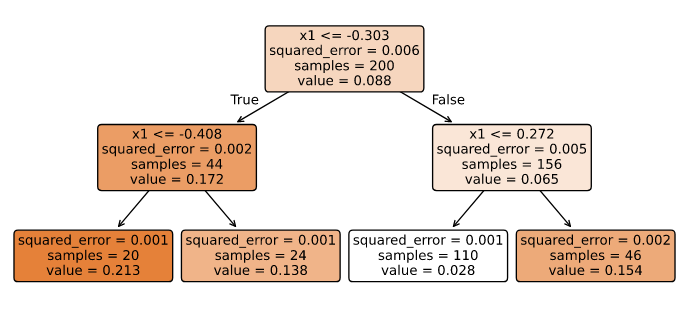 x1 <= -0.303
squared_error = 0.006
samples = 200
value = 0.088
True
False
x1 <= -0.408
squared_error = 0.002
samples = 44
value = 0.172
x1 <= 0.272
squared_error = 0.005
samples = 156
value = 0.065
squared_error = 0.001
samples = 20
value = 0.213
squared_error = 0.001
samples = 24
value = 0.138
squared_error = 0.001
samples = 110
value = 0.028
squared_error = 0.002
samples = 46
value = 0.154